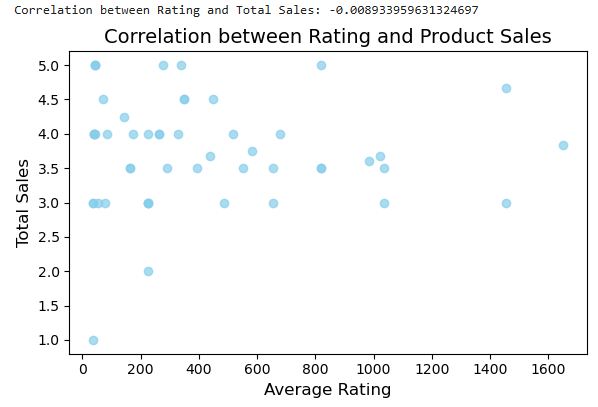 Correlation between Rating and Total Sales: -0.008933959631324697
Correlation between Rating and Product Sales
5.0
4.5
4.0
3.5
3.0
2.5
2.0
1.5
1.0
Total Sales
0 200 400 600 800 1000 1200 1400 1600
Average Rating